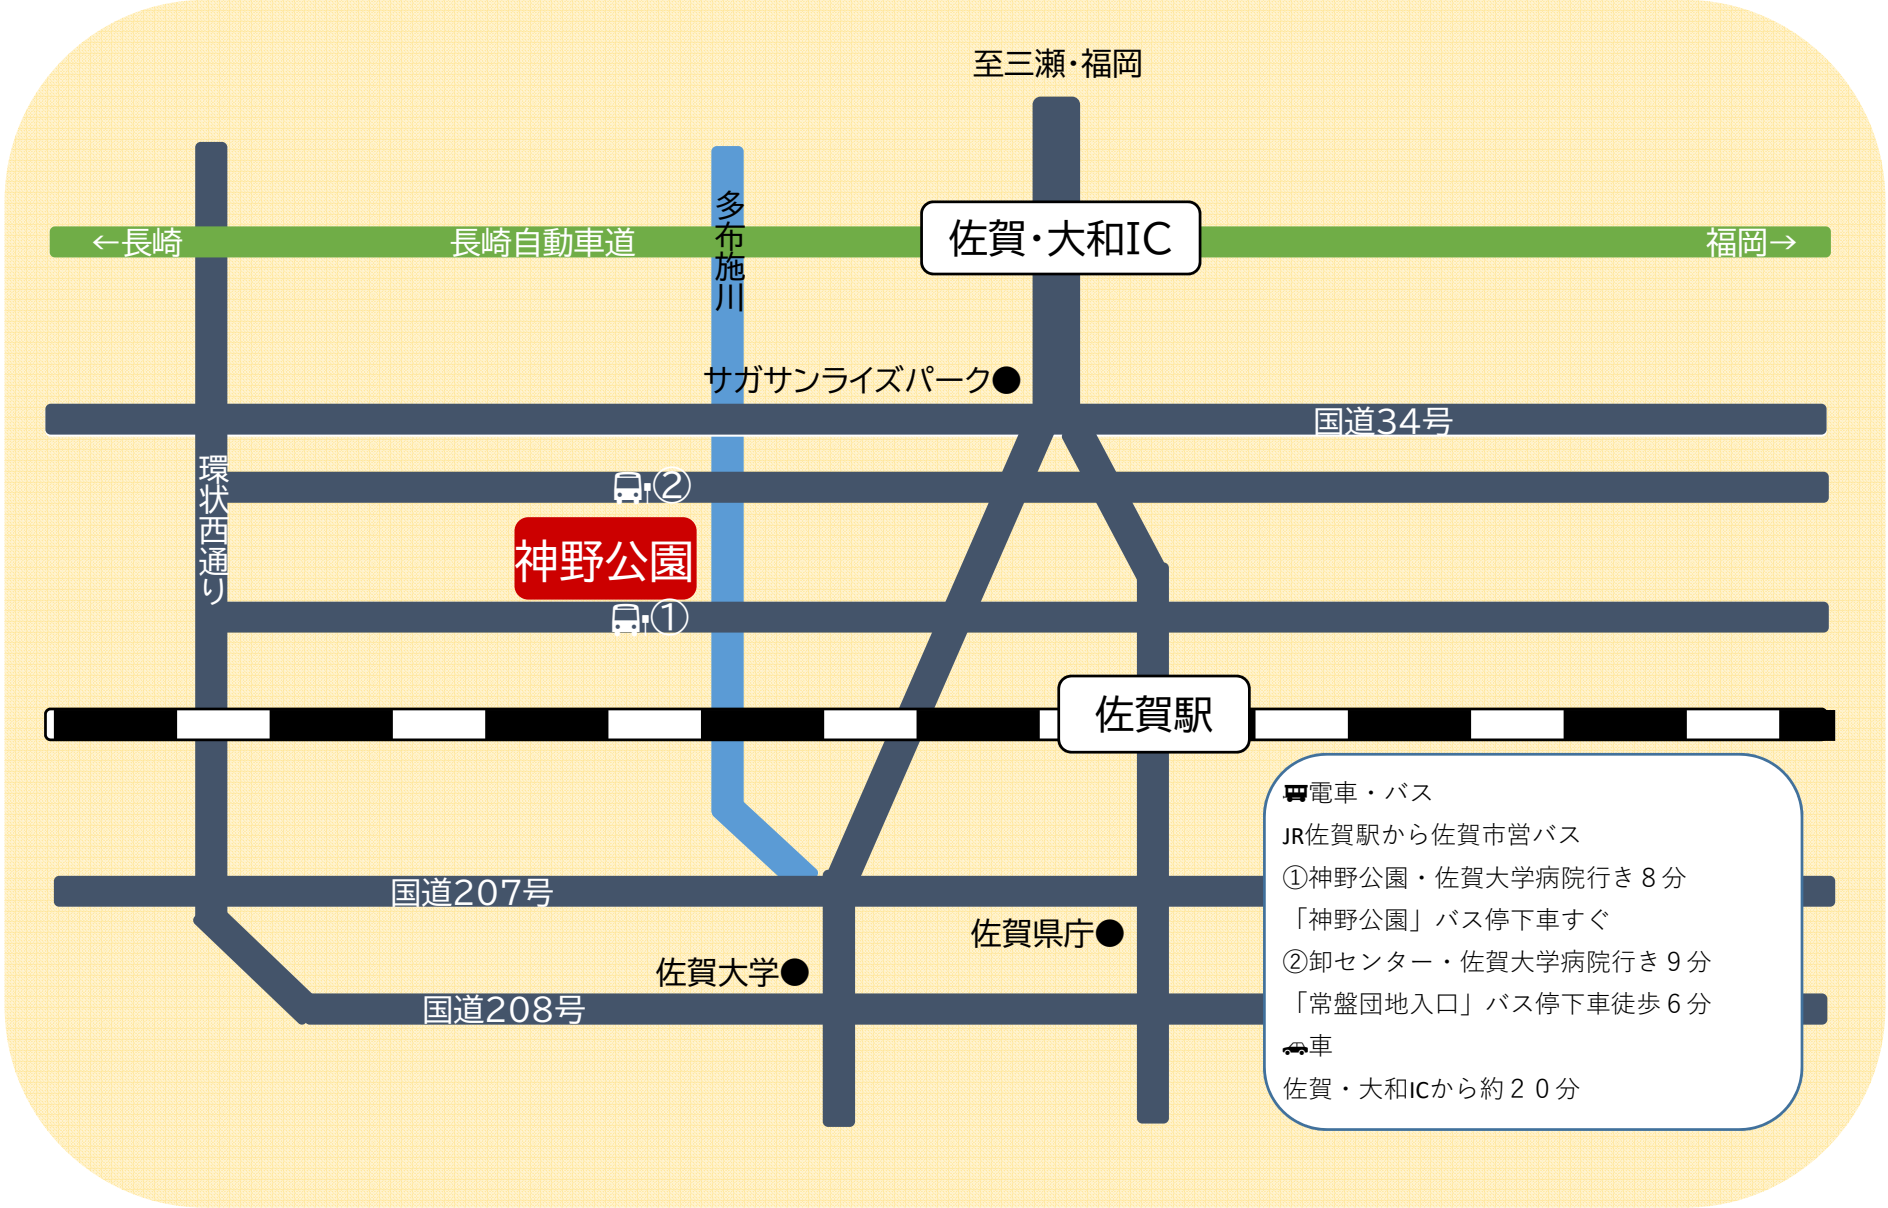 至三瀬・福岡
多布施川
佐賀・大和IC
←長崎
長崎自動車道
福岡→
サガサンライズパーク●
国道34号
環状西通り
②
神野公園
①
佐賀駅
国道207号
佐賀県庁●
佐賀大学●
国道208号
電車・バス
JR佐賀駅から佐賀市営バス
①神野公園・佐賀大学病院行き８分
「神野公園」バス停下車すぐ
②卸センター・佐賀大学病院行き９分
「常盤団地入口」バス停下車徒歩６分
車
佐賀・大和ICから約２０分